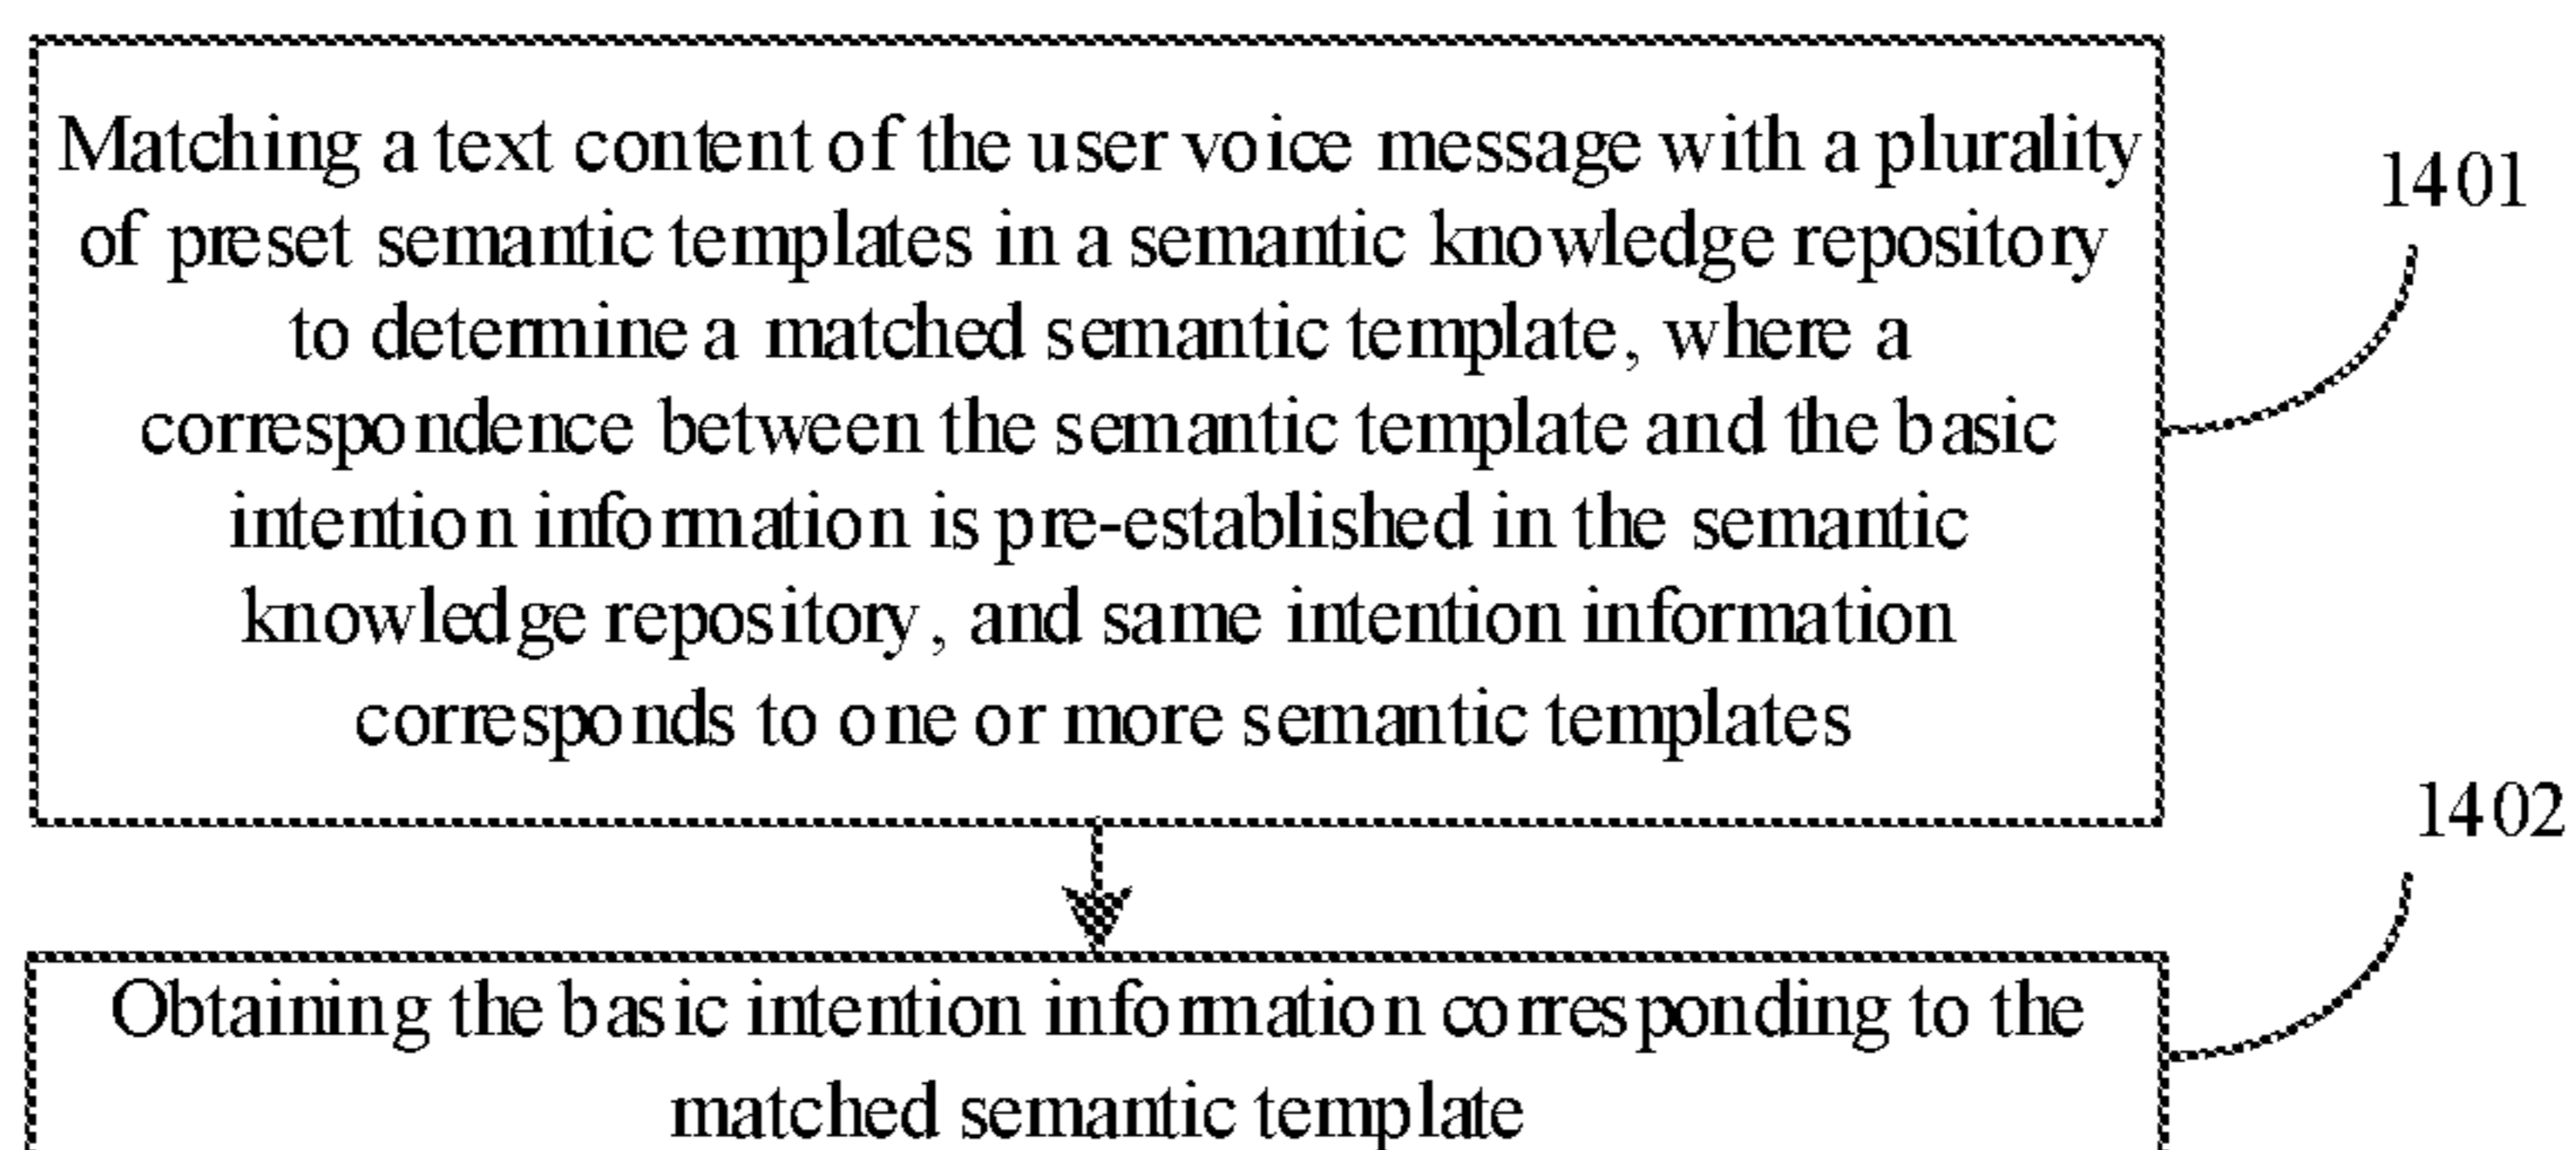 Matching a text content of the user voice message with a plurality
of preset semantic templates in a semantic knowledge repository
to determine a matched semantic template, where a
correspondence between the semantic template and the basic
intention information is pre-established in the semantic
knowledge repository, and same intention information
corresponds to one or more semantic templates
1401
1402
Obtaining the basic intention information corresponding to the
matched semantic template